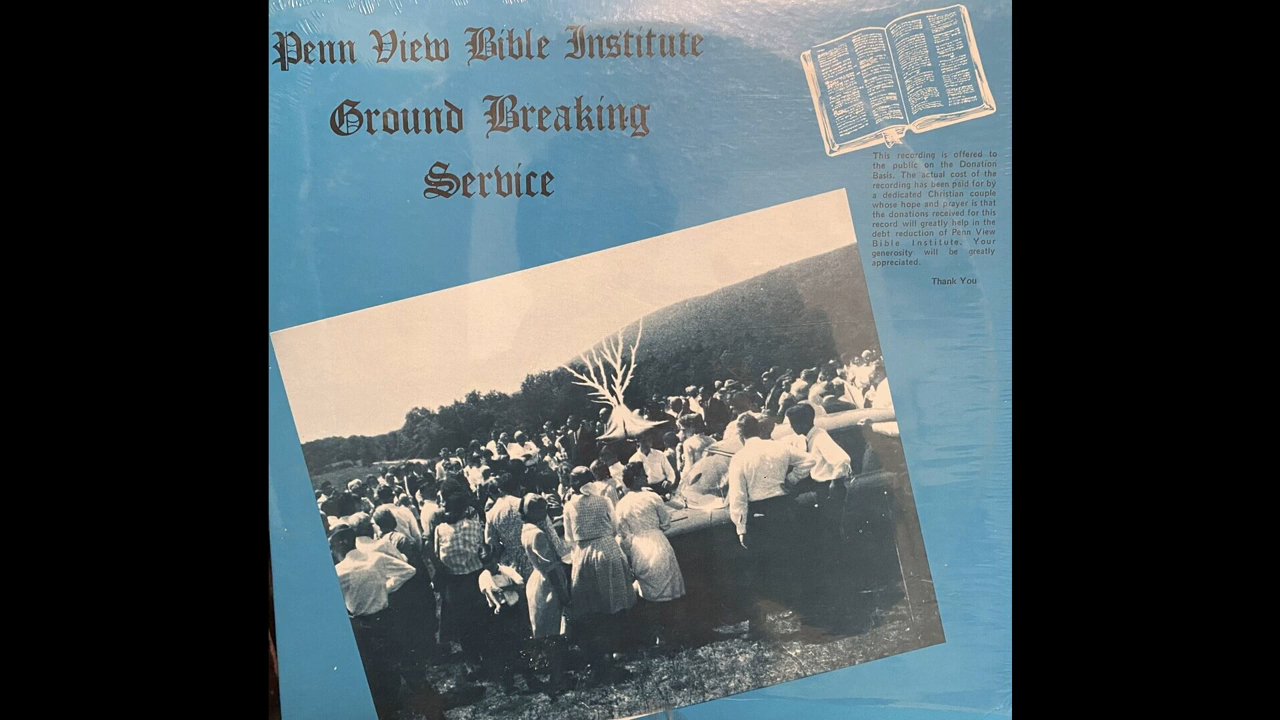 Penn View Bible Institute
Ground Breaking
Service
This recording is offered to
the public on the Donation
Basis. The actual cost of the
recording has been paid for by
a dedicated Christian couple
whose hope and prayer is that
the donations received for this
record will greatly help in the
debt reduction of Penn View
Bible Institute. Your
generosity will be greatly
appreciated.
Thank You